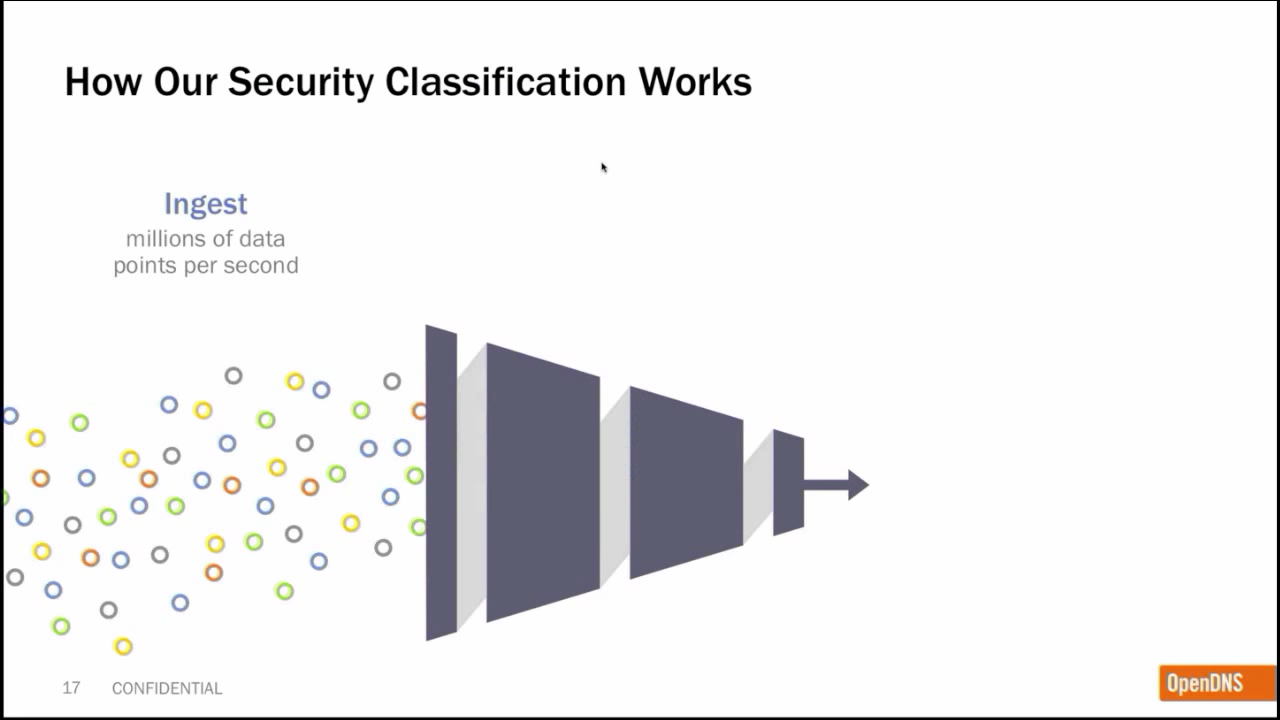 How Our Security Classification Works
Ingest
millions of data
points per second
17 CONFIDENTIAL
OpenDNS